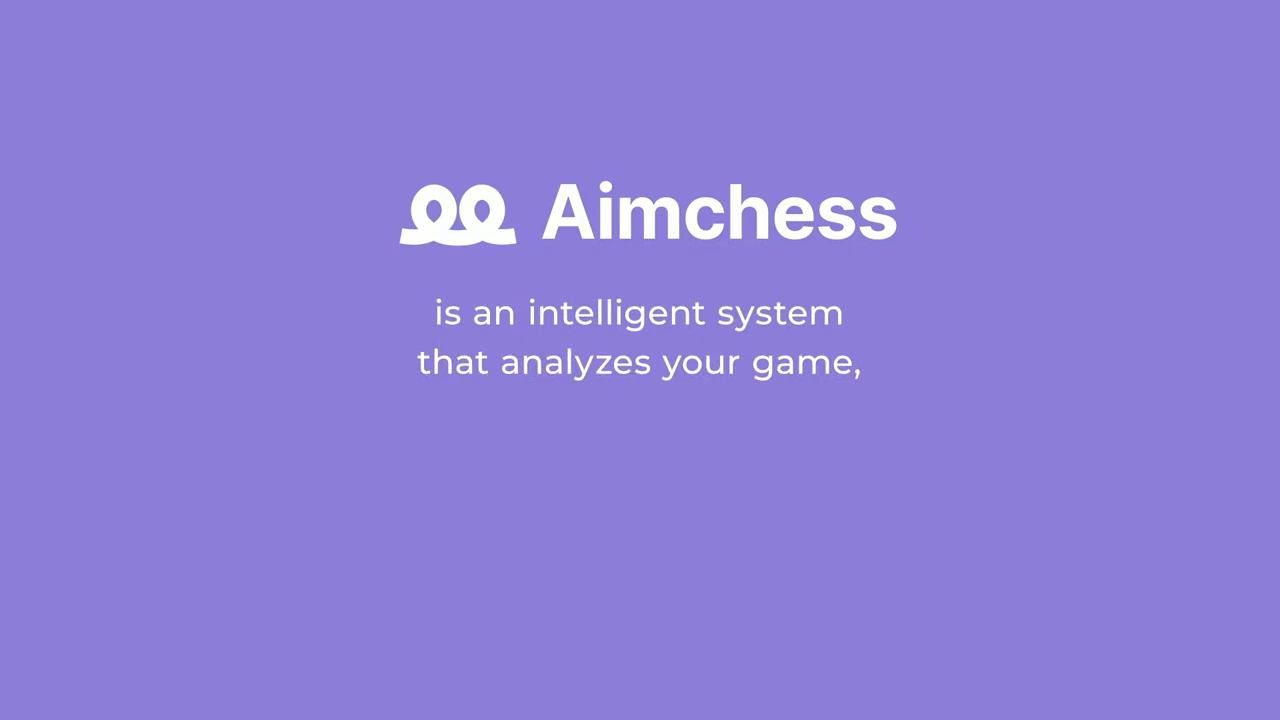 Aimchess
is an intelligent system
that analyzes your game,